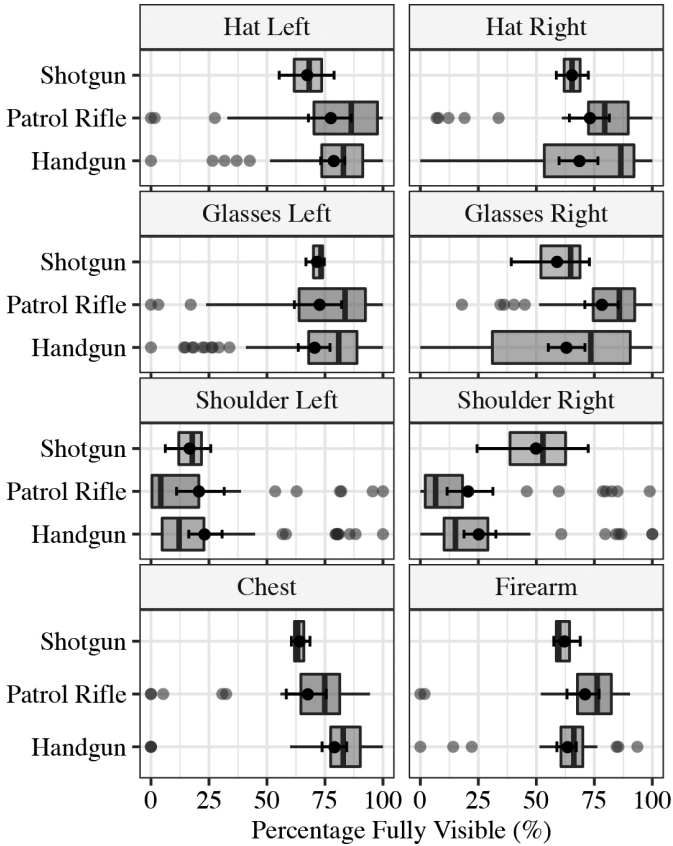 Hat Left Hat Right
Shotgun
Patrol Rifle
Handgun
Glasses Left Glasses Right
Shotgun
Patrol Rifle
Handgun
Shoulder Left Shoulder Right
Shotgun
Patrol Rifle
Handgun
Chest Firearm
Shotgun
Patrol Rifle
Handgun
0 25 50 75 100 0 25 50 75 100
Percentage Fully Visible (%)